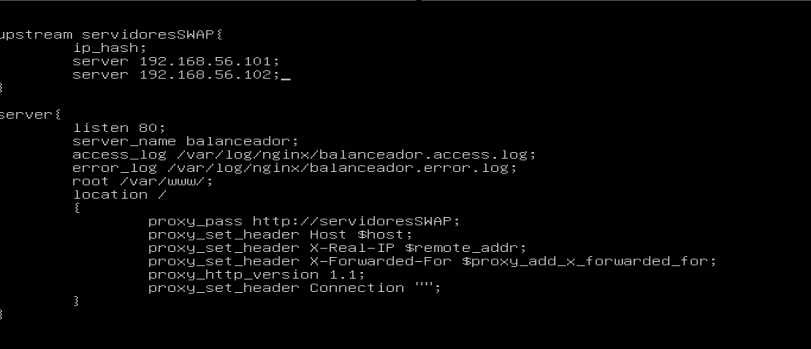 upstream servidoresSWAP{
ip_hash;
server 192.168.56.101;
server 192.168.56.102;_
}
server{
listen 80;
server_name balanceador;
access_log /var/log/nginx/balanceador.access.log;
error_log /var/log/nginx/balanceador.error.log;
root /var/www/;
location /
{
proxy_pass http://servidoresSWAP;
proxy_set_header Host $host;
proxy_set_header X-Real-IP $remote_addr;
proxy_set_header X-Forwarded-For $proxy_add_x_forwarded_for;
proxy_http_version 1.1;
proxy_set_header Connection "";
}
}